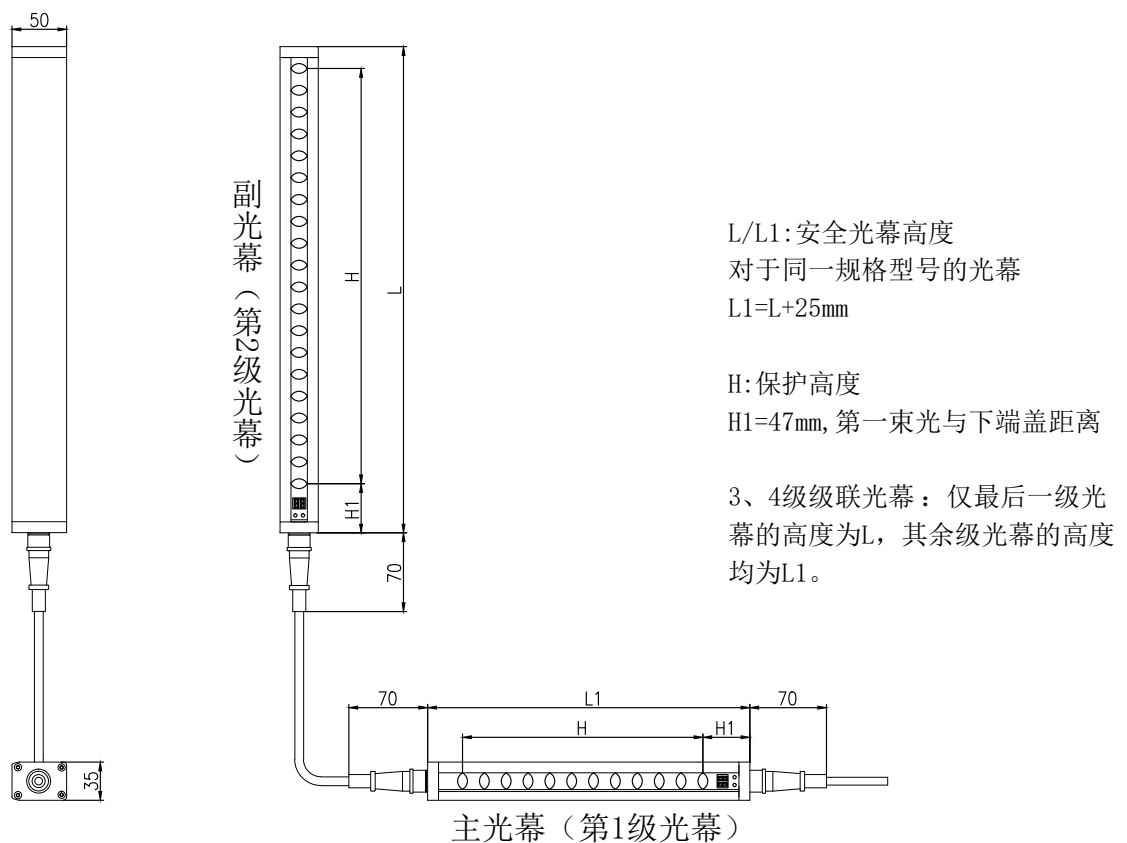 50
副光幕（第2级光幕）
H
L
H1
70
L/L1:安全光幕高度
对于同一规格型号的光幕
L1=L+25mm
H:保护高度
H1=47mm,第一束光与下端盖距离
3、4级级联光幕：仅最后一级光
幕的高度为L，其余级光幕的高度
均为L1。
35
70
L1
70
H
H1
主光幕（第1级光幕）